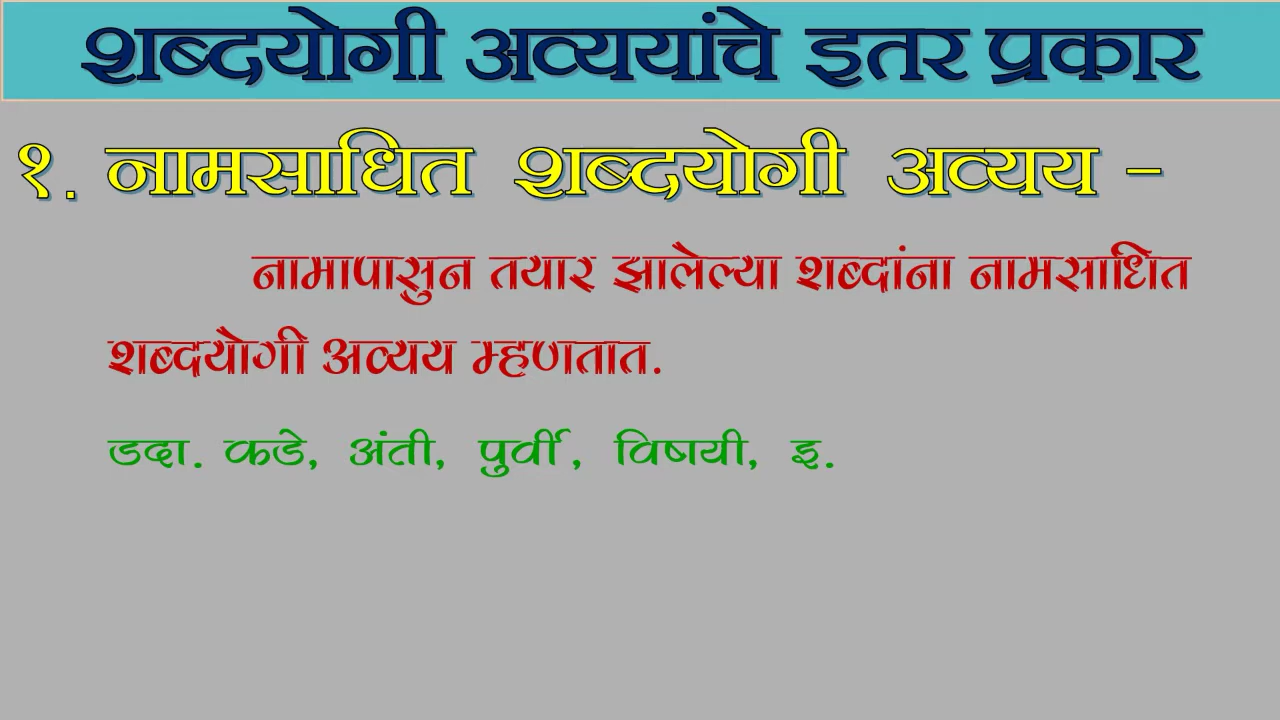 शब्दयोगी अव्ययांचे इतर प्रकार
१. नामसाधित शब्दयोगी अव्यय -
नामापासुन तयार झालेल्या शब्दांना नामसाधित
शब्दयोगी अव्यय म्हणतात.
उदा. कडे, अंती, पुर्वी, विषयी, इ.